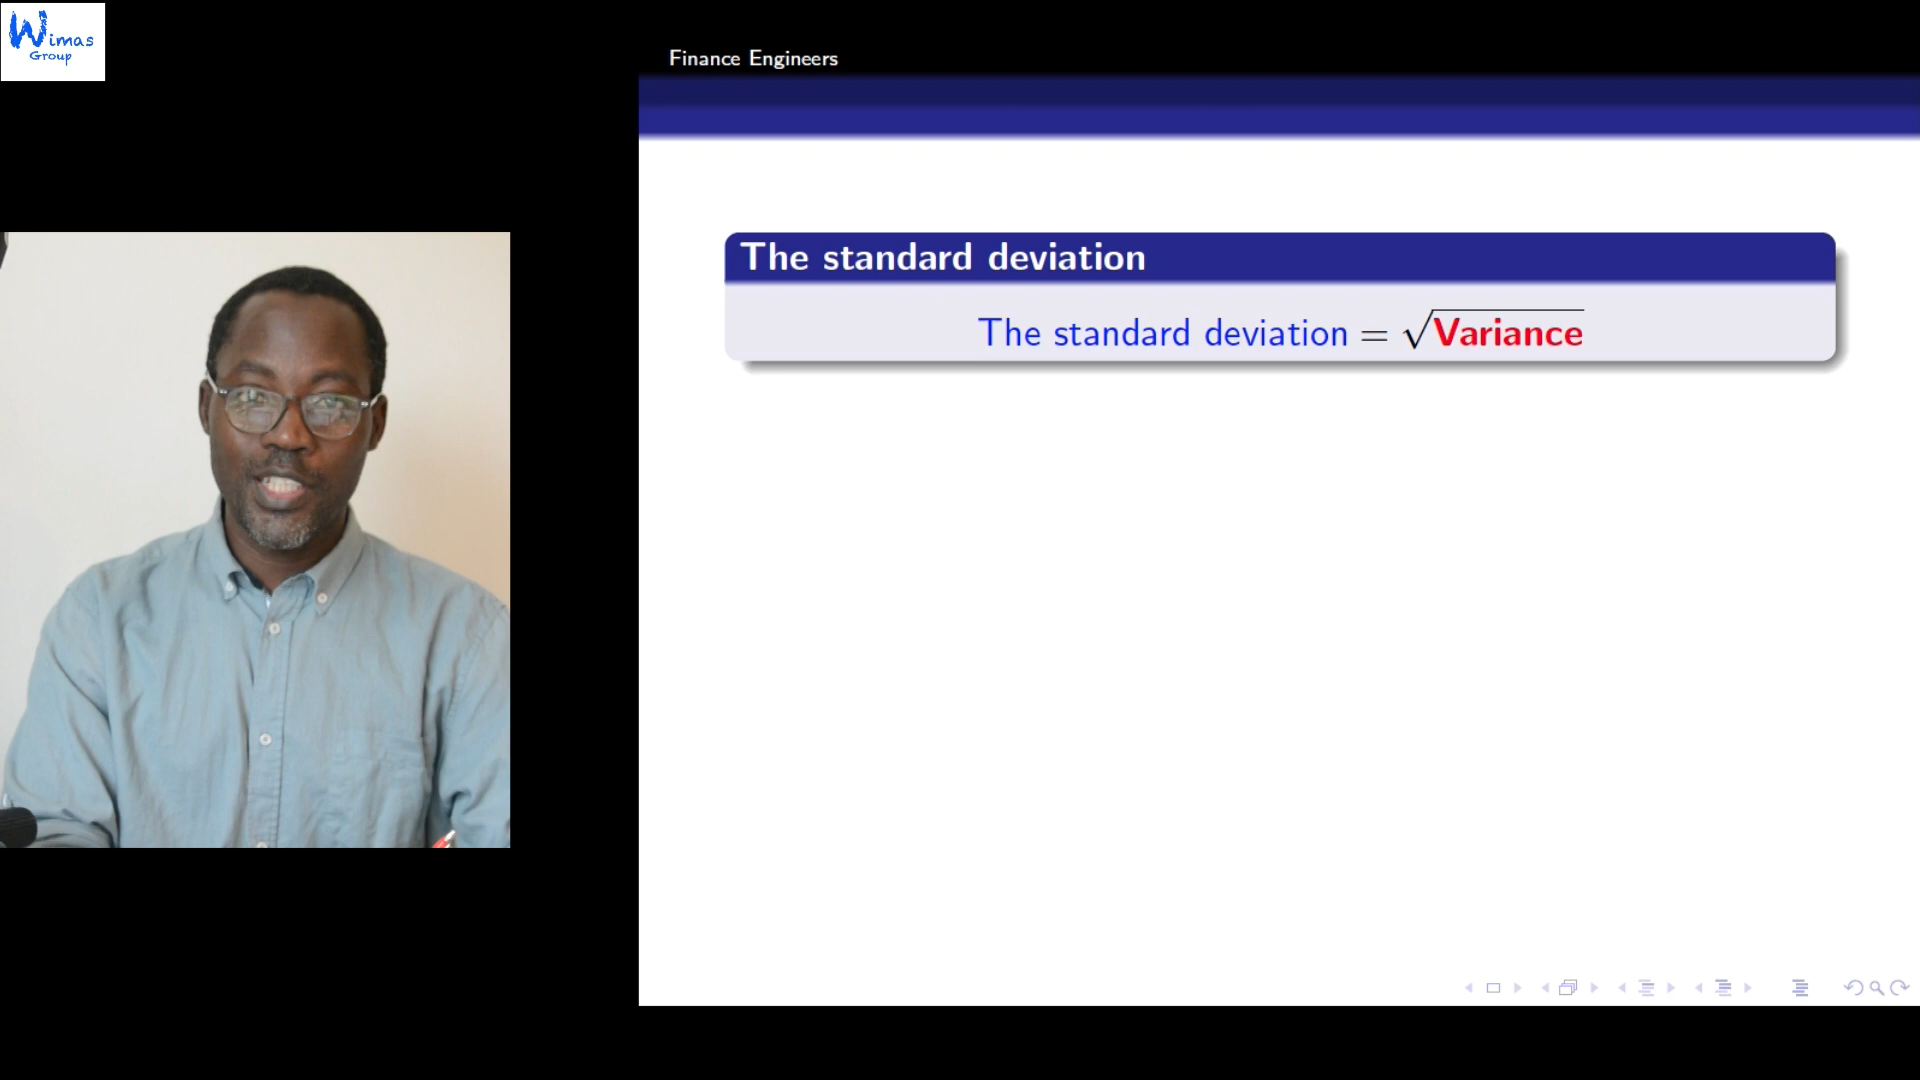 Wimas
Group
Finance Engineers
The standard deviation
The standard deviation = √Variance